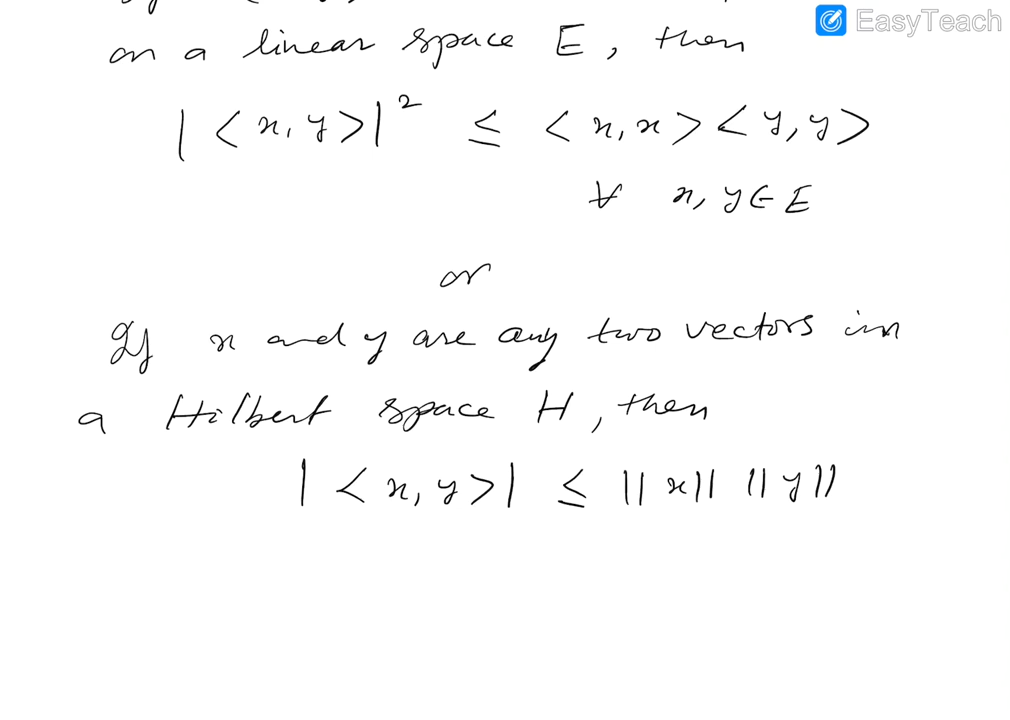 EasyTeach
on a linear space E, then
|<x, y>|² ≤ <x, x><y, y>
∀ x, y ∈ E
or
If x and y are any two vectors in
a Hilbert space H, then
|<x, y>| ≤ ||x|| ||y||